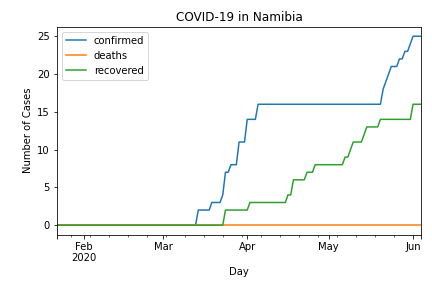 COVID-19 in Namibia
confirmed
deaths
recovered
Number of Cases
25
20
15
10
5
0
Feb
2020
Mar
Apr
May
Jun
Day